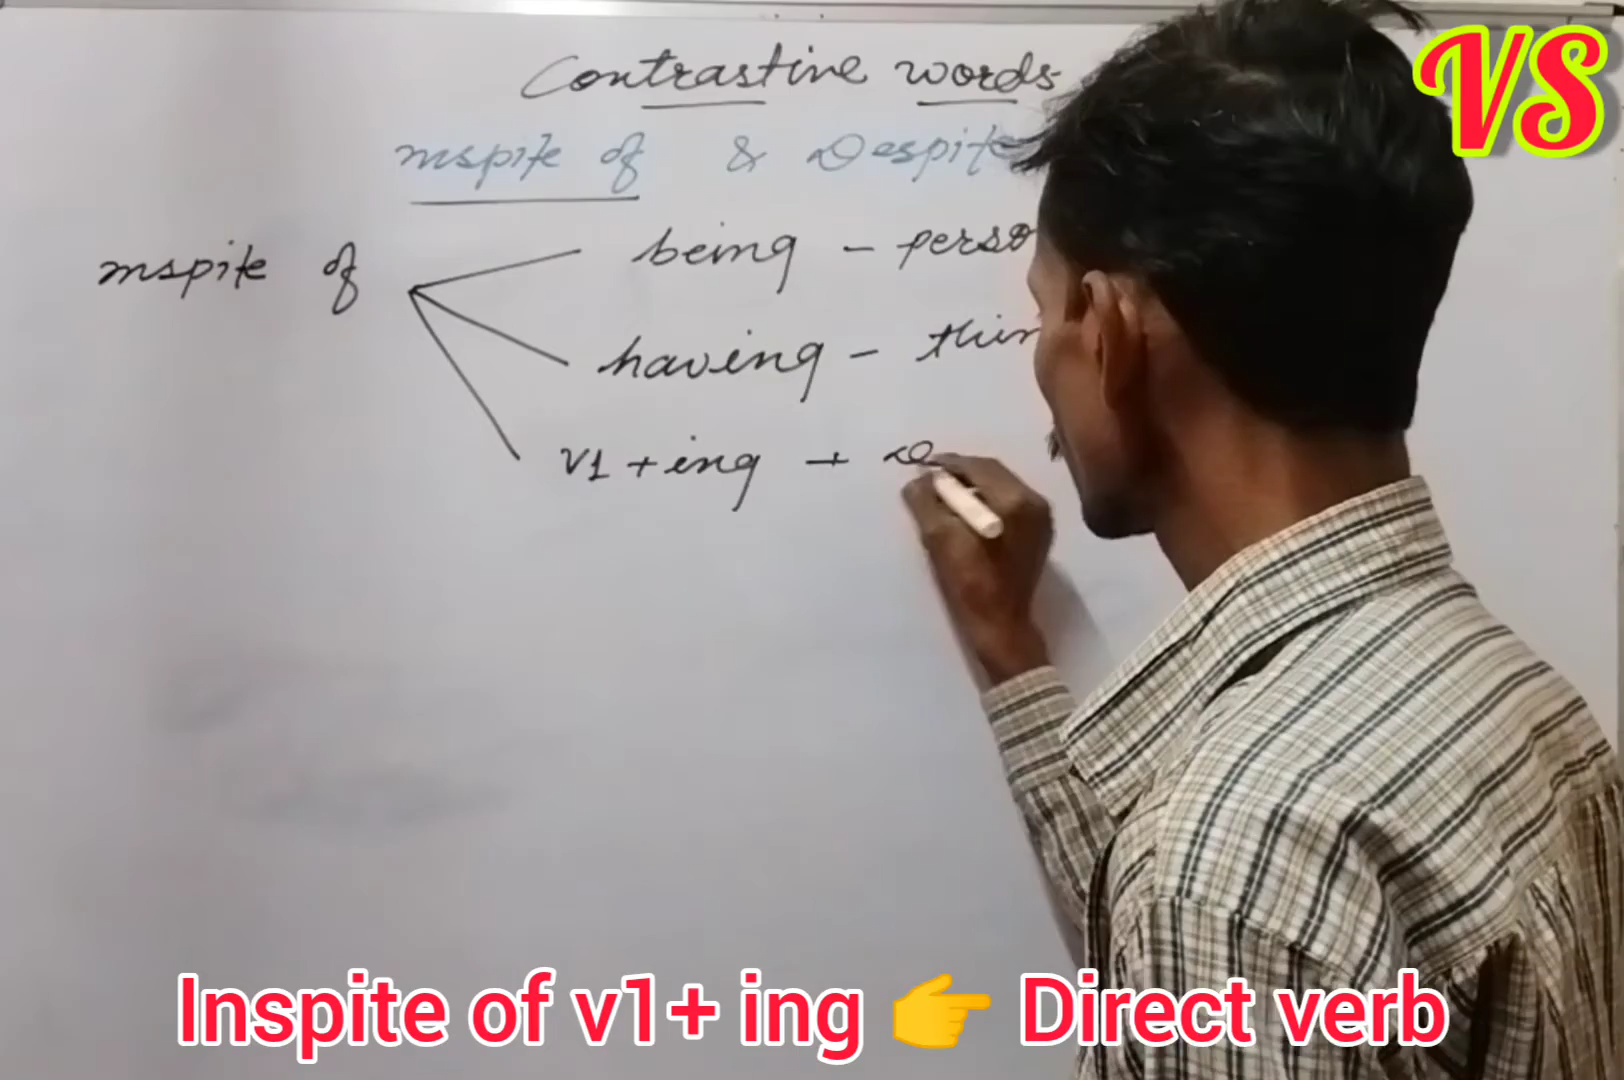 VS
Contrastive words
Inspite of & Despite
Inspite of
being - perso
having - thin
v1 + ing + D
Inspite of v1+ ing 👉 Direct verb